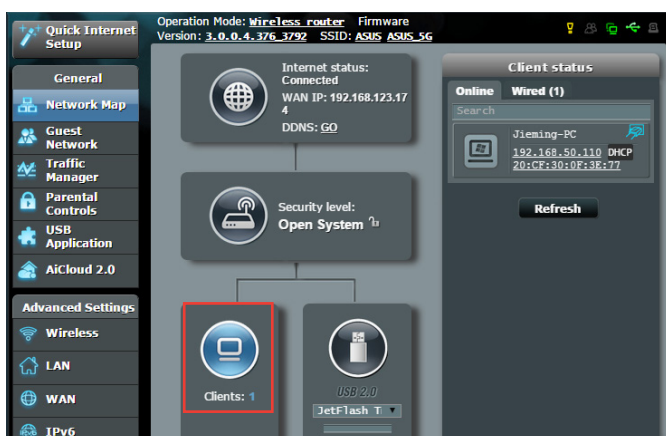 Quick Internet
Setup
General
Network Map
Guest
Network
Traffic
Manager
Parental
Controls
USB
Application
AiCloud 2.0
Advanced Settings
Wireless
LAN
WAN
IPv6
Operation Mode: Wireless router Firmware
Version: 3.0.0.4.376_3792 SSID: ASUS ASUS_5G
Internet status:
Connected
WAN IP: 192.168.123.17
4
DDNS: GO
Security level:
Open System
Clients: 1
USB 2.0
JetFlash T
Client status
Online Wired (1)
Search
Jieming-PC
192.168.50.110 DHCP
20:CF:30:0F:3E:77
Refresh